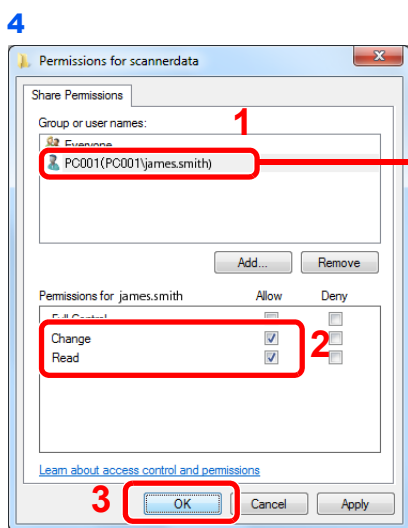 4
Permissions for scannerdata
Share Permissions
Group or user names:
1
Everyone
PC001(PC001\james.smith)
Add... Remove
Permissions for james.smith Allow Deny
Full Control
Change
Read
2
Learn about access control and permissions
3
OK Cancel Apply